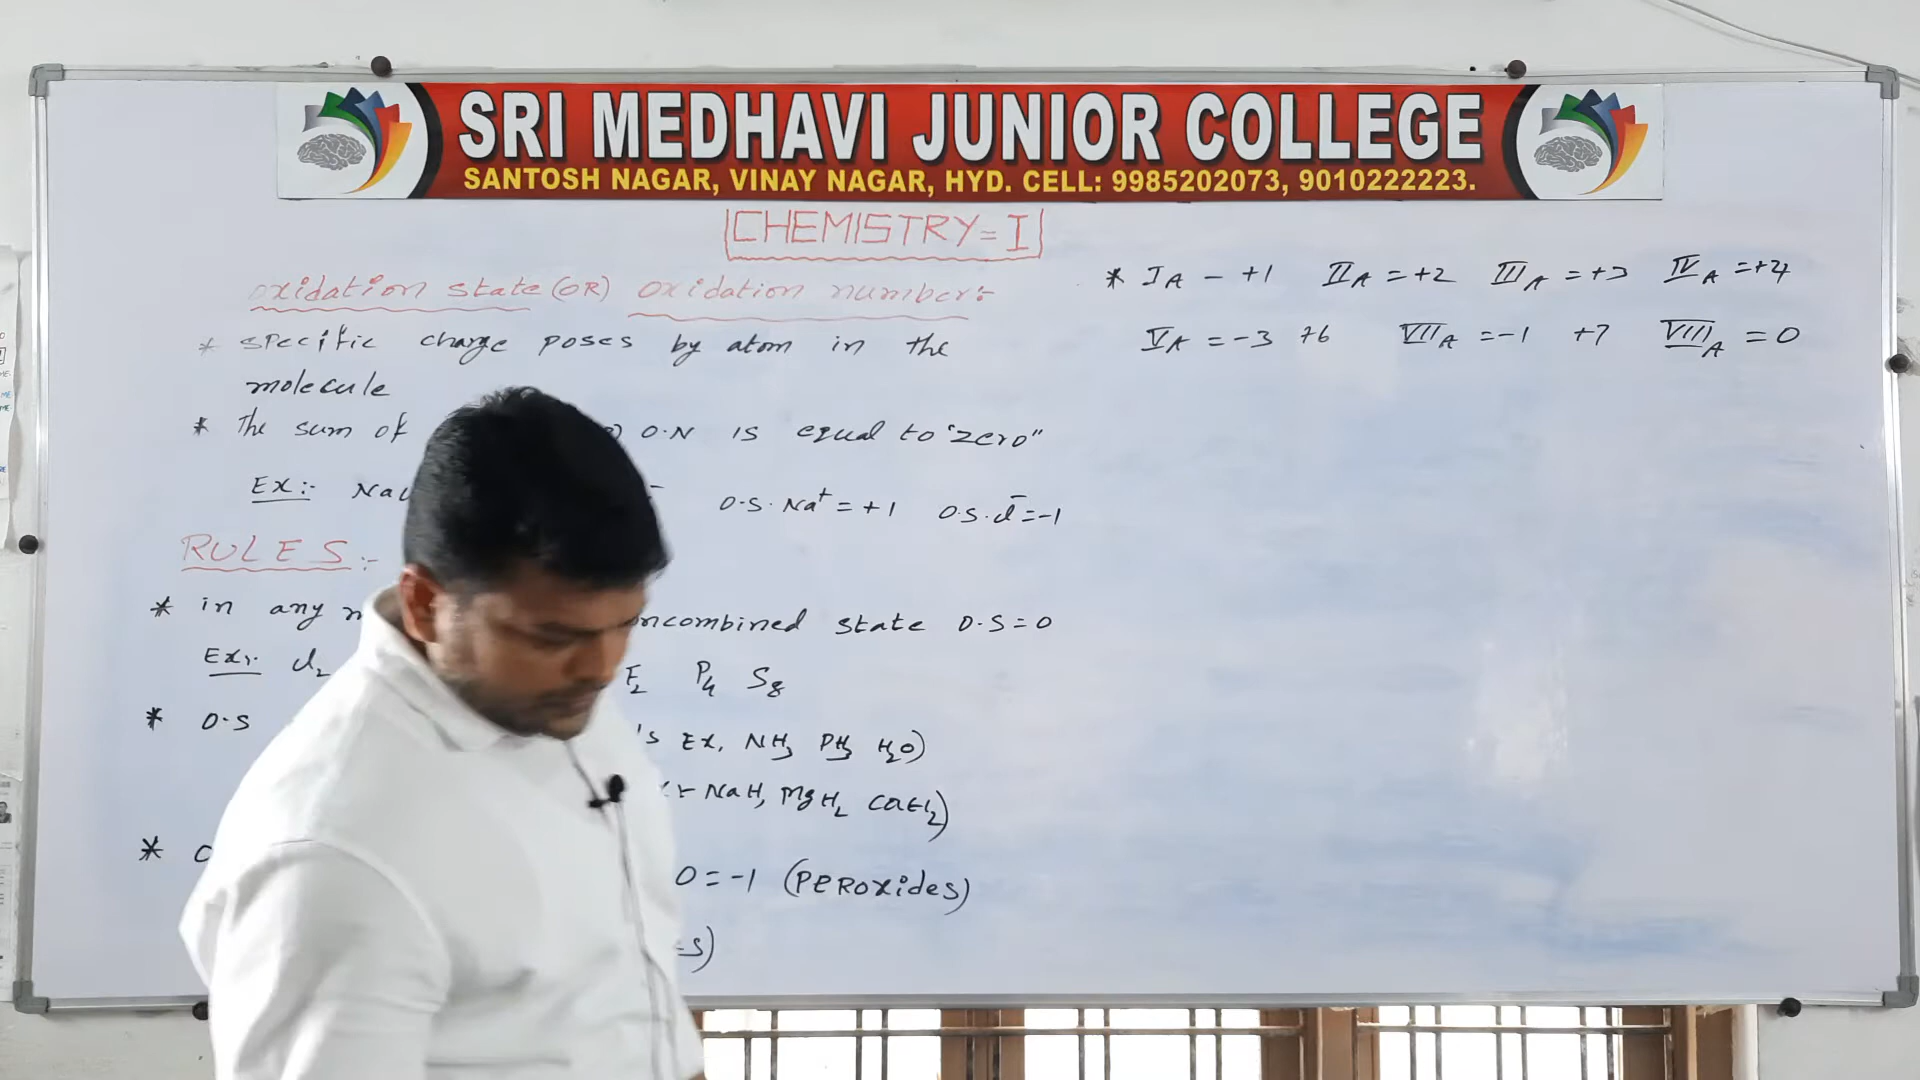 SRI MEDHAVI JUNIOR COLLEGE
SANTOSH NAGAR, VINAY NAGAR, HYD. CELL: 9985202073, 9010222223.
CHEMISTRY = I
oxidation state (OR) oxidation number:-
* specific charge poses by atom in the
molecule
* The sum of O.N is equal to "zero"
Ex:- O.S. Na⁺ = +1 O.S. Cl⁻ = -1
RULES:-
* in any state O.S = 0
Ex:- Cl₂ F₂ P₄ S₈
* O.S Ex, NH₃ PH₃ H₂O)
NaH, MgH₂
* O = -1 (PEROXIDES)
* IA - +1 IIA = +2 IIIA = +3 IVA = +4
VA = -3 +6 VIIA = -1 +7 VIIIA = 0